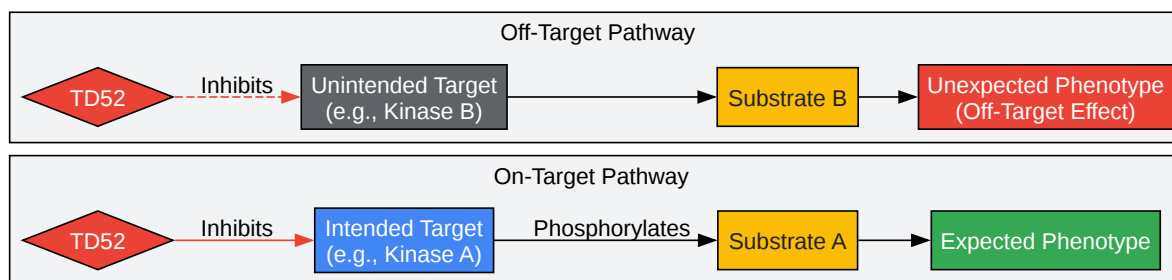 Off-Target Pathway
TD52
Inhibits
Unintended Target
(e.g., Kinase B)
Substrate B
Unexpected Phenotype
(Off-Target Effect)
On-Target Pathway
TD52
Inhibits
Intended Target
(e.g., Kinase A)
Phosphorylates
Substrate A
Expected Phenotype